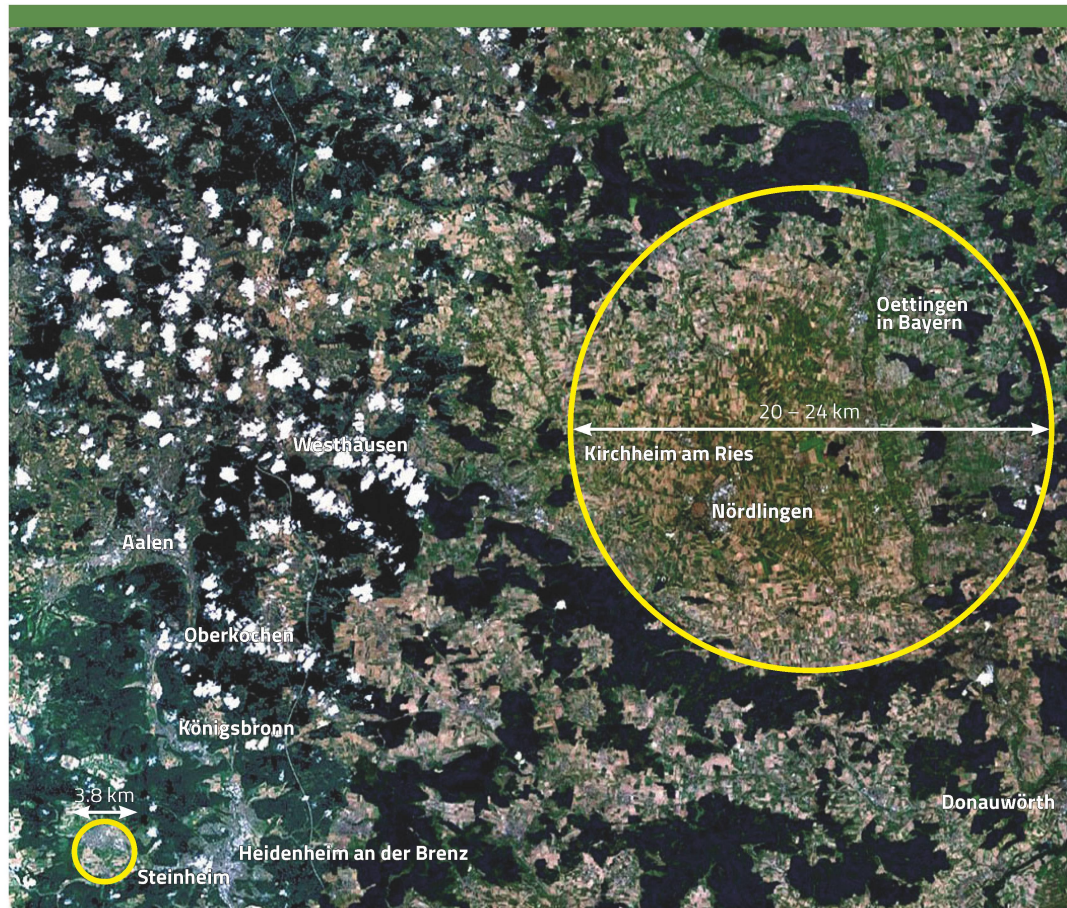 Oettingen
in Bayern
20 – 24 km
Westhausen
Kirchheim am Ries
Nördlingen
Aalen
Oberkochen
Königsbronn
3.8 km
Donauwörth
Heidenheim an der Brenz
Steinheim